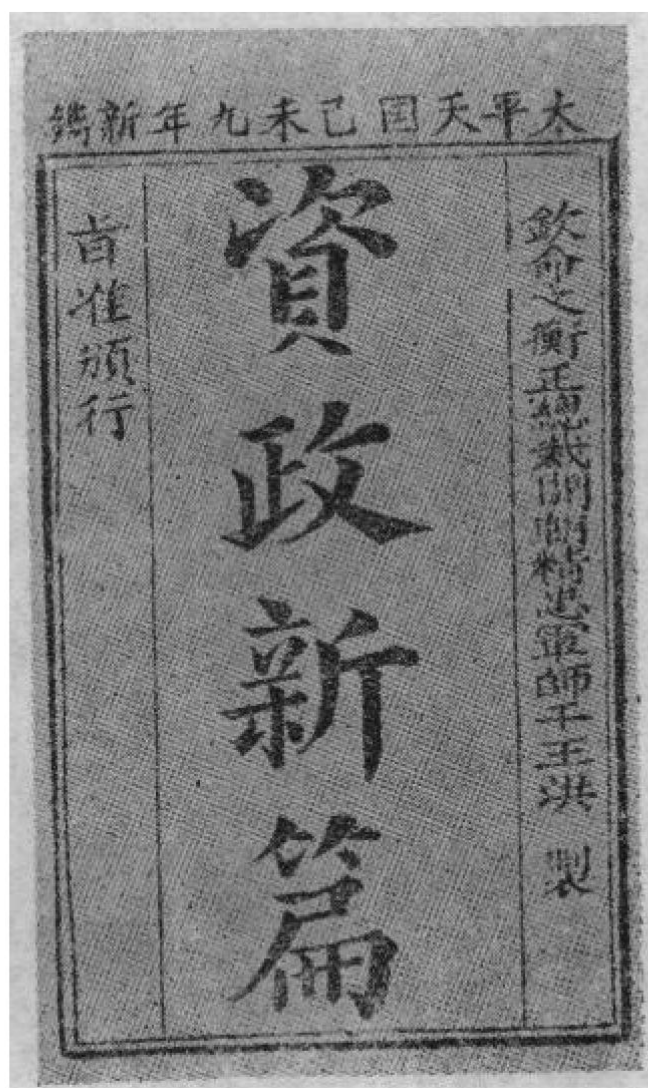 太平天囯己未九年新鐫
欽命文衡正總裁開朝精忠軍師干王洪 製
資政新篇
旨准頒行